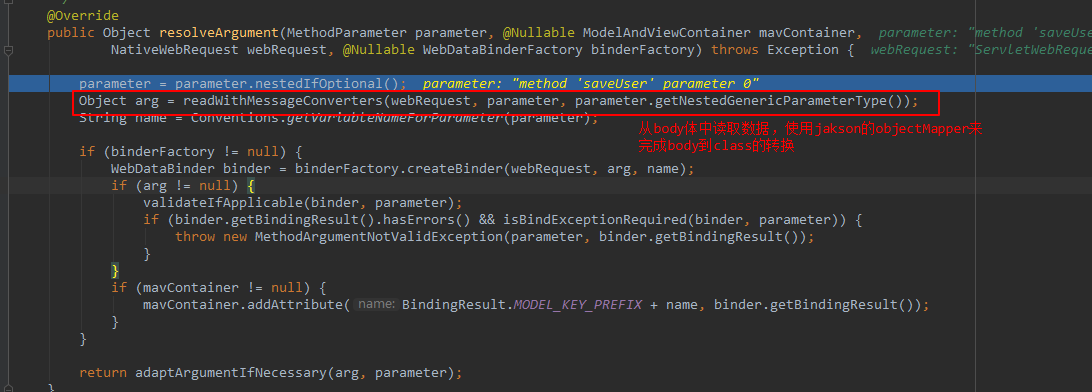 @Override
public Object resolveArgument(MethodParameter parameter, @Nullable ModelAndViewContainer mavContainer, parameter: "method 'saveUse
NativeWebRequest webRequest, @Nullable WebDataBinderFactory binderFactory) throws Exception { webRequest: "ServletWebReque
parameter = parameter.nestedIfOptional(); parameter: "method 'saveUser' parameter 0"
Object arg = readWithMessageConverters(webRequest, parameter, parameter.getNestedGenericParameterType());
String name = Conventions.getVariableNameForParameter(parameter);
从body体中读取数据，使用jakson的objectMapper来
完成body到class的转换
if (binderFactory != null) {
WebDataBinder binder = binderFactory.createBinder(webRequest, arg, name);
if (arg != null) {
validateIfApplicable(binder, parameter);
if (binder.getBindingResult().hasErrors() && isBindExceptionRequired(binder, parameter)) {
throw new MethodArgumentNotValidException(parameter, binder.getBindingResult());
}
}
if (mavContainer != null) {
mavContainer.addAttribute( name: BindingResult.MODEL_KEY_PREFIX + name, binder.getBindingResult());
}
}
return adaptArgumentIfNecessary(arg, parameter);
}